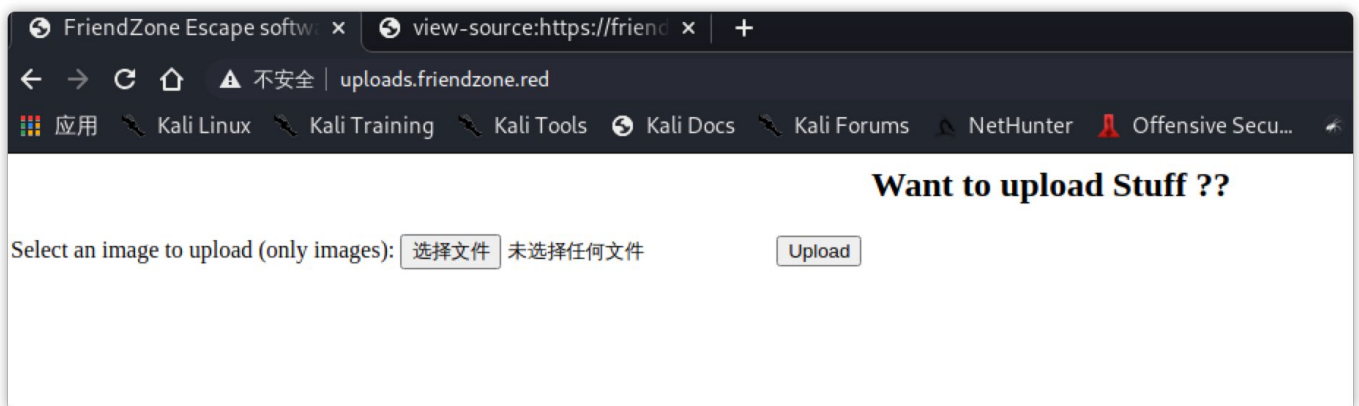 FriendZone Escape softw view-source:https://friend
不安全 uploads.friendzone.red
应用 Kali Linux Kali Training Kali Tools Kali Docs Kali Forums NetHunter Offensive Secu...
Want to upload Stuff ??
Select an image to upload (only images): 选择文件 未选择任何文件 Upload